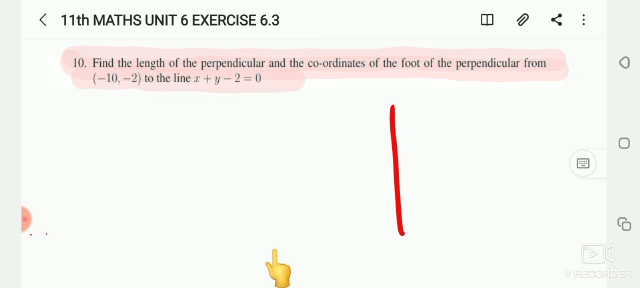 11th MATHS UNIT 6 EXERCISE 6.3
10. Find the length of the perpendicular and the co-ordinates of the foot of the perpendicular from
(−10, −2) to the line x + y − 2 = 0
V RECORDER